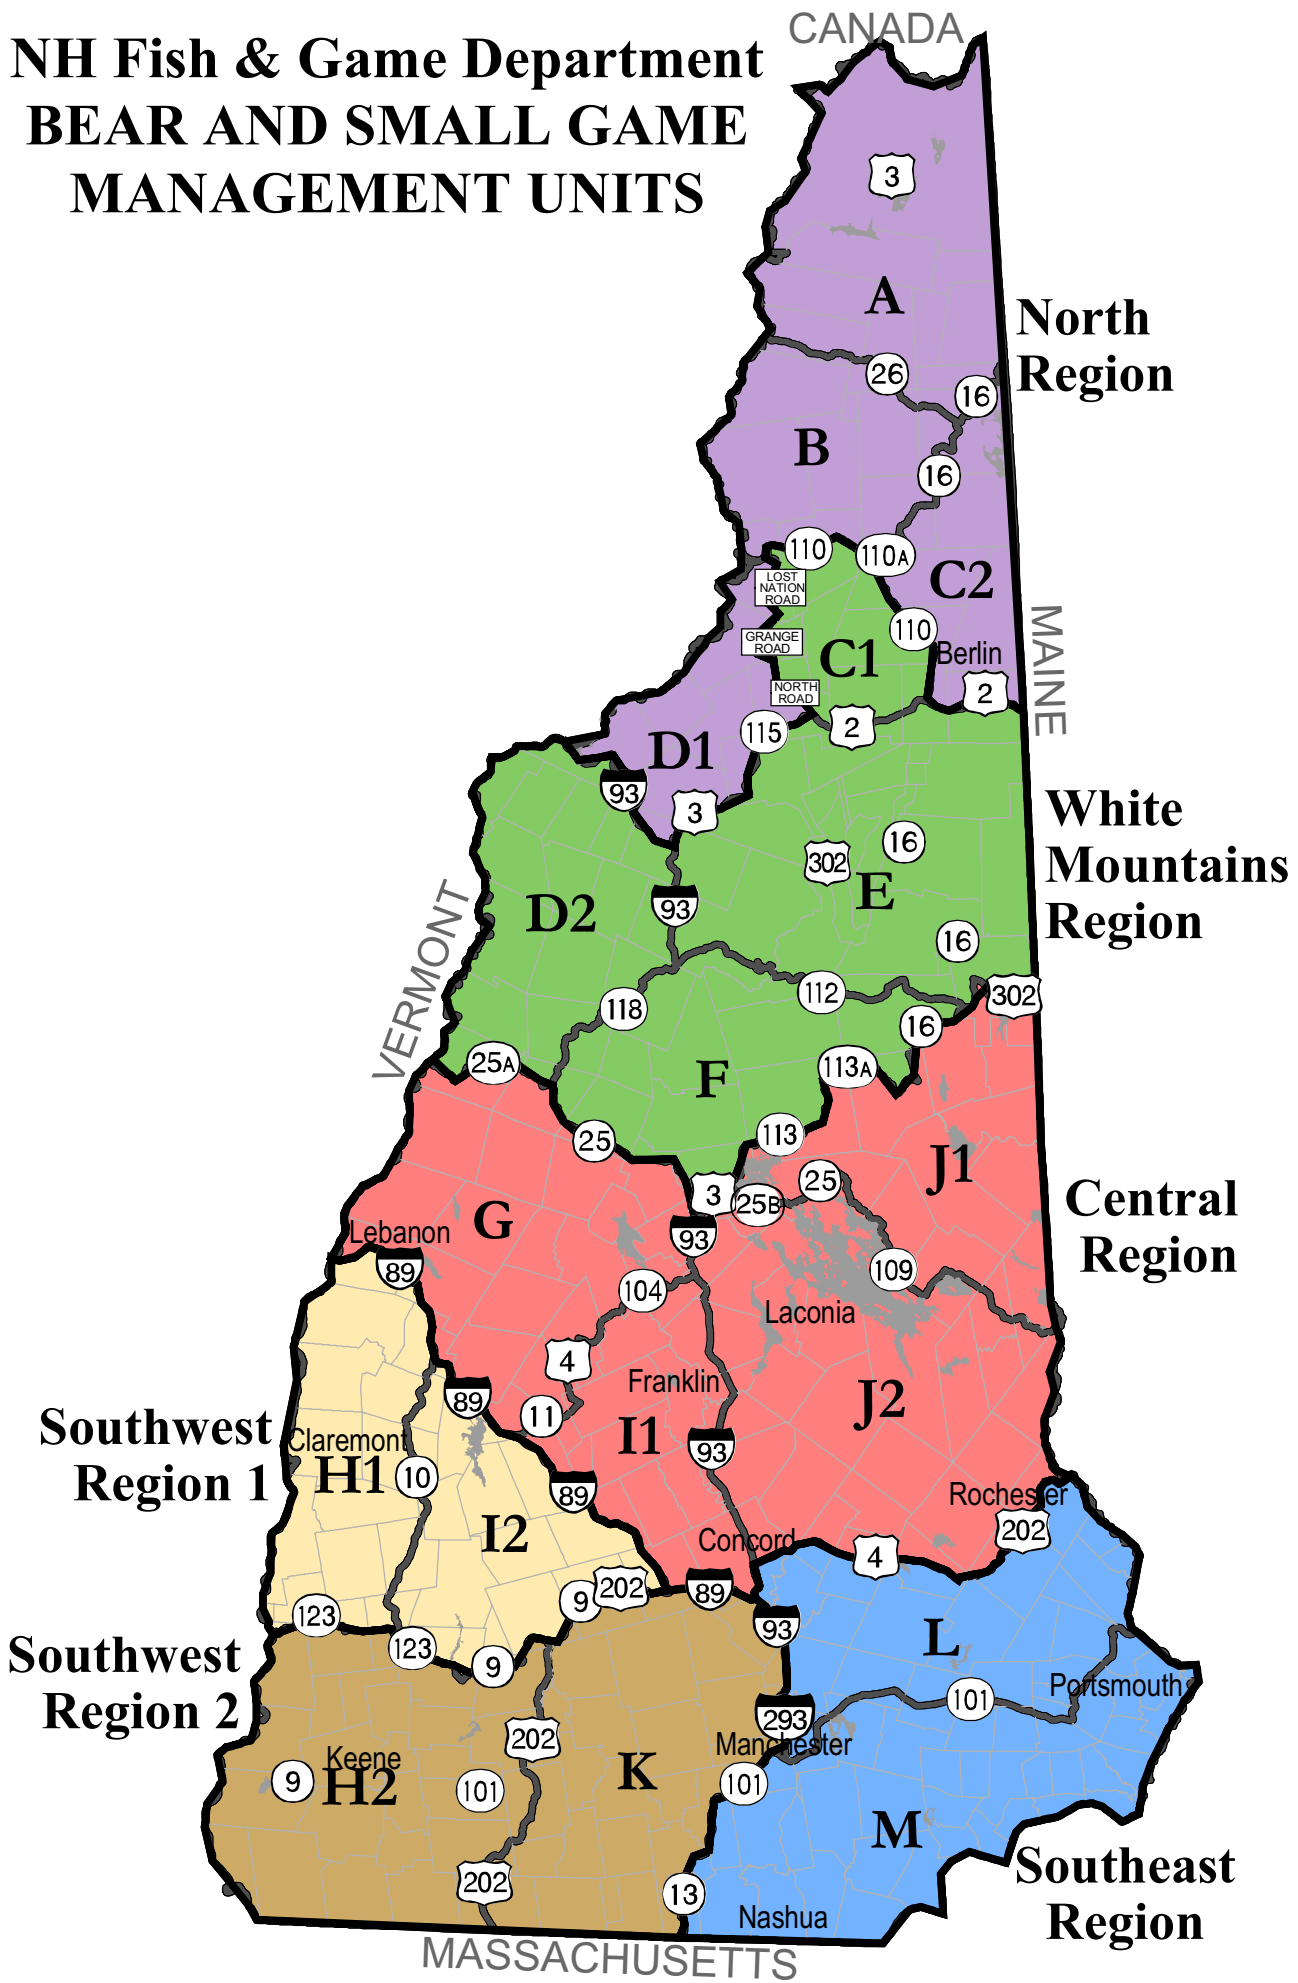 CANADA
NH Fish & Game Department
BEAR AND SMALL GAME
MANAGEMENT UNITS
3
A
North
Region
26
16
B
16
110
110A
LOST
NATION
ROAD
C2
MAINE
110
GRANGE
ROAD
C1
Berlin
NORTH
ROAD
2
115
2
D1
93
3
White
Mountains
Region
16
302
E
D2
93
16
VERMONT
118
112
302
16
25A
F
113A
113
25
J1
25
3
25B
Central
Region
G
Lebanon
93
89
109
104
Laconia
4
Franklin
89
J2
11
Southwest
Region 1
Claremont
H1
10
I1
93
89
Rochester
I2
202
Concord
4
9
202
89
123
93
L
Southwest
Region 2
123
9
Portsmouth
101
293
202
Manchester
Keene
H2
9
101
K
101
M
202
13
Southeast
Region
Nashua
MASSACHUSETTS